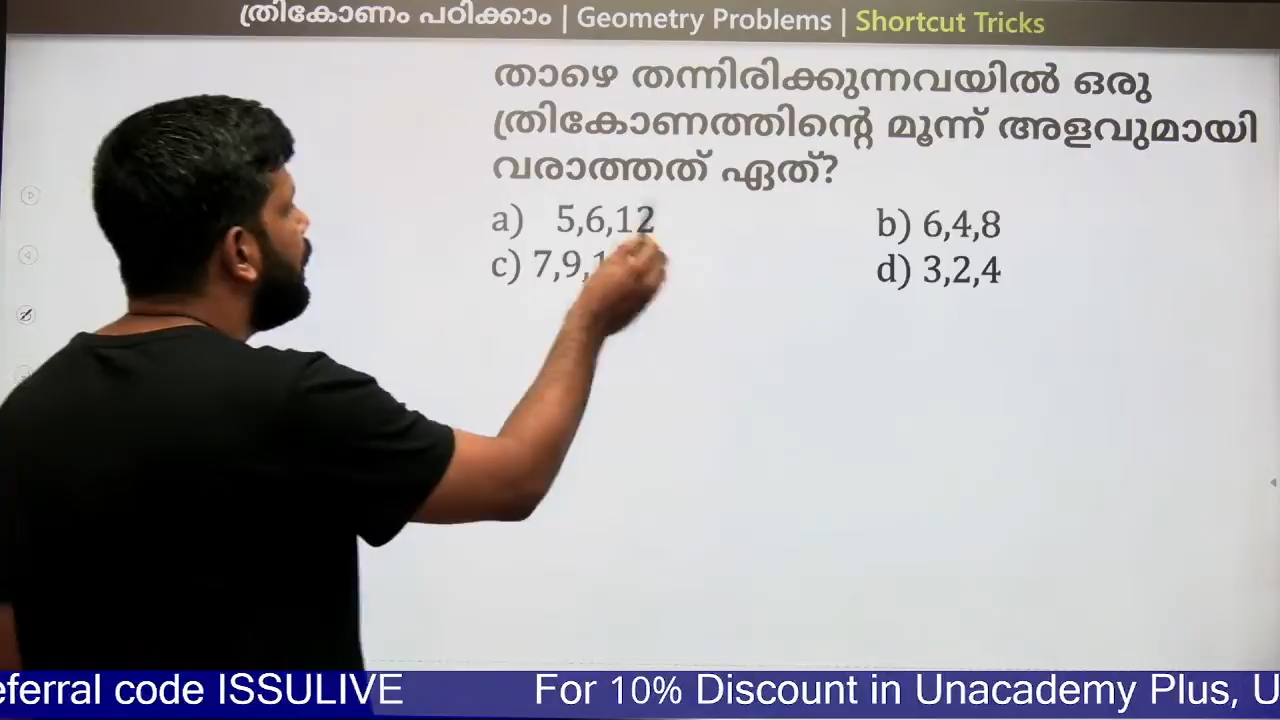 ത്രികോണം പഠിക്കാം | Geometry Problems | Shortcut Tricks
താഴെ തന്നിരിക്കുന്നവയിൽ ഒരു
ത്രികോണത്തിന്റെ മൂന്ന് അളവുമായി
വരാത്തത് ഏത്?
a) 5,6,12
b) 6,4,8
c) 7,9,
d) 3,2,4
eferral code ISSULIVE For 10% Discount in Unacademy Plus, U